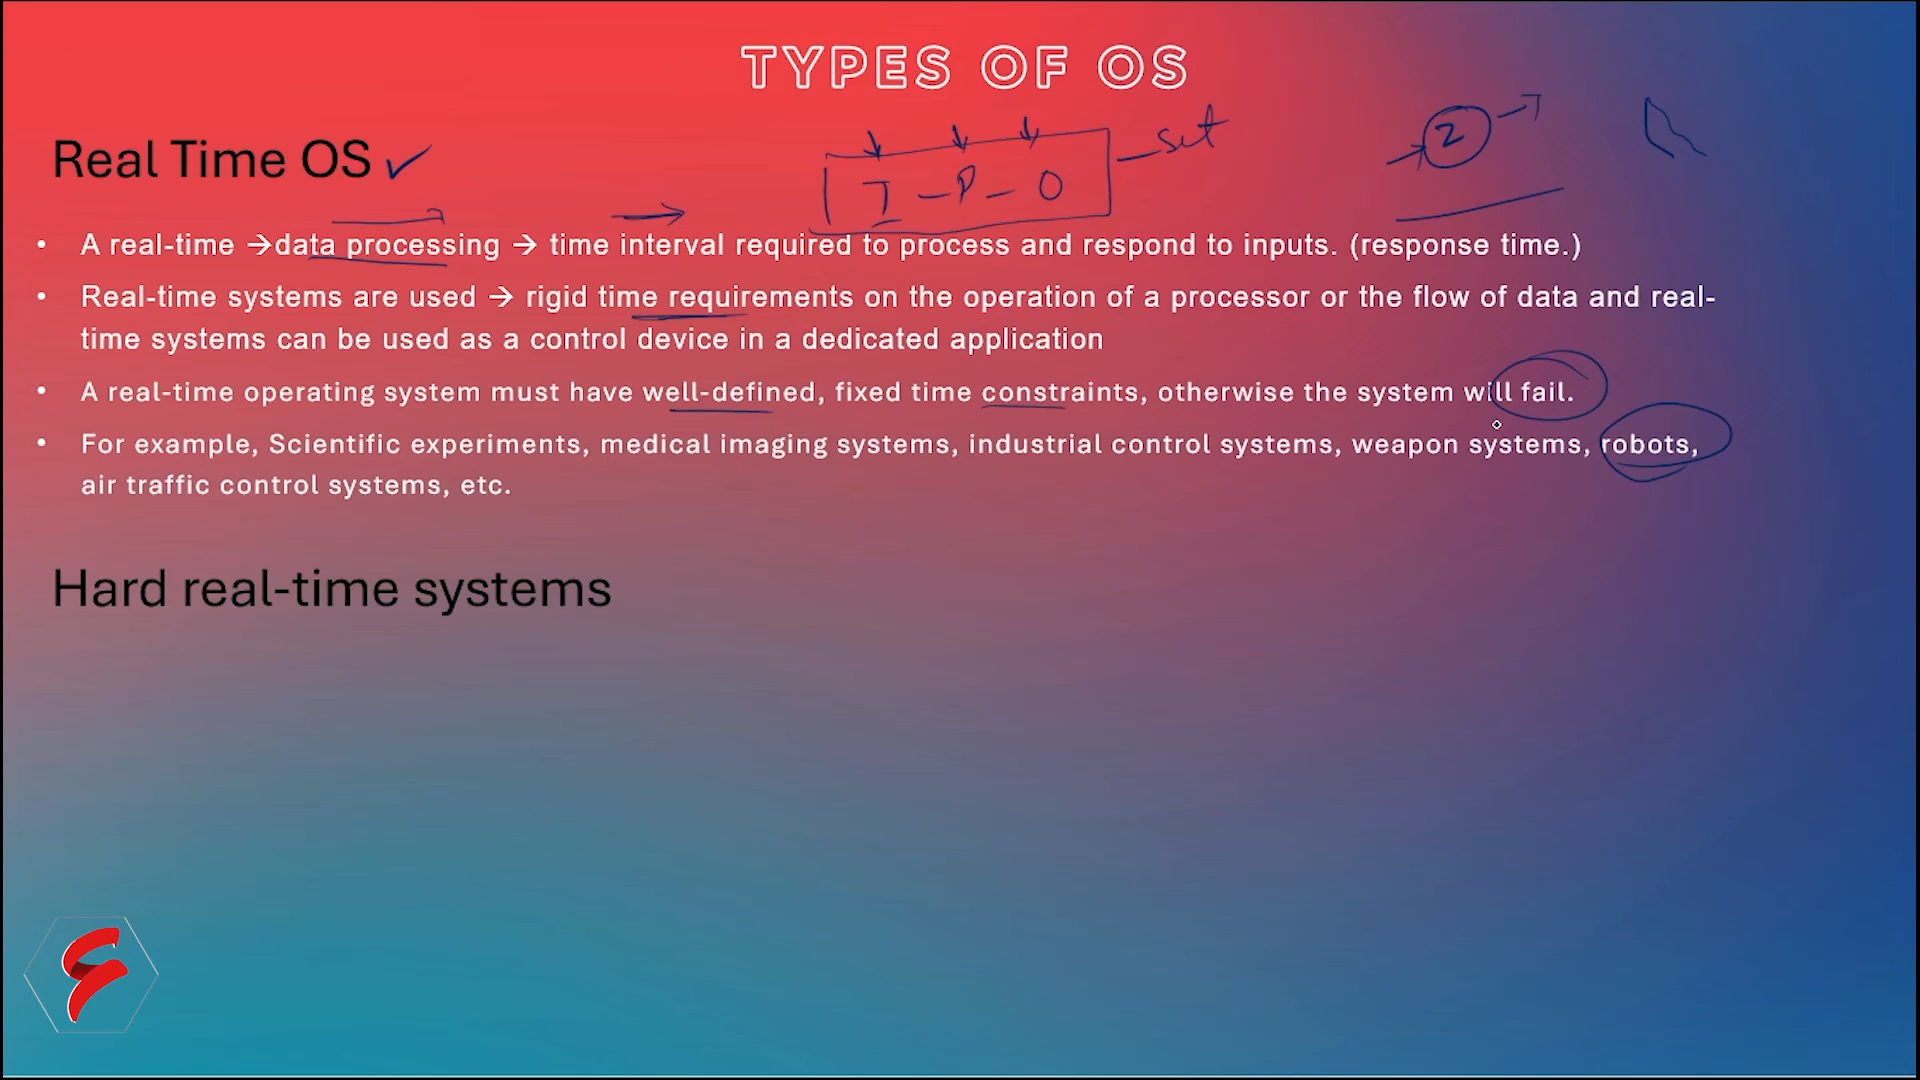 TYPES OF OS
set
2
Real Time OS
I - P - O
• A real-time →data processing → time interval required to process and respond to inputs. (response time.)
• Real-time systems are used → rigid time requirements on the operation of a processor or the flow of data and real-
time systems can be used as a control device in a dedicated application
• A real-time operating system must have well-defined, fixed time constraints, otherwise the system will fail.
• For example, Scientific experiments, medical imaging systems, industrial control systems, weapon systems, robots,
air traffic control systems, etc.
Hard real-time systems